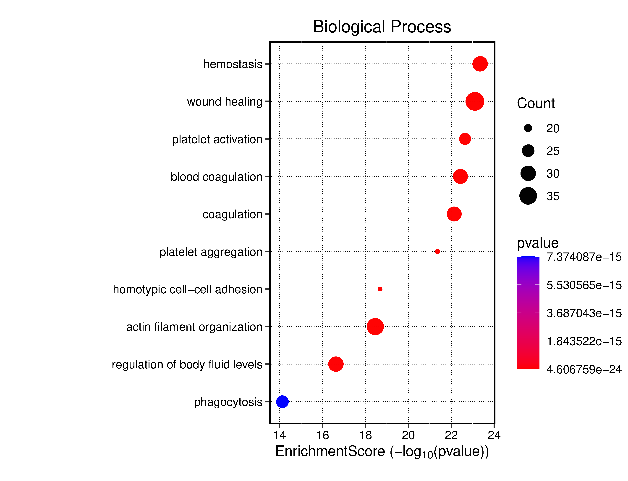 Biological Process
hemostasis
wound healing
platelet activation
blood coagulation
coagulation
platelet aggregation
homotypic cell−cell adhesion
actin filament organization
regulation of body fluid levels
phagocytosis
14 16 18 20 22 24
EnrichmentScore (−log10(pvalue))
Count
20
25
30
35
pvalue
7.374087e−15
5.530565e−15
3.687043e−15
1.843522e−15
4.606759e−24